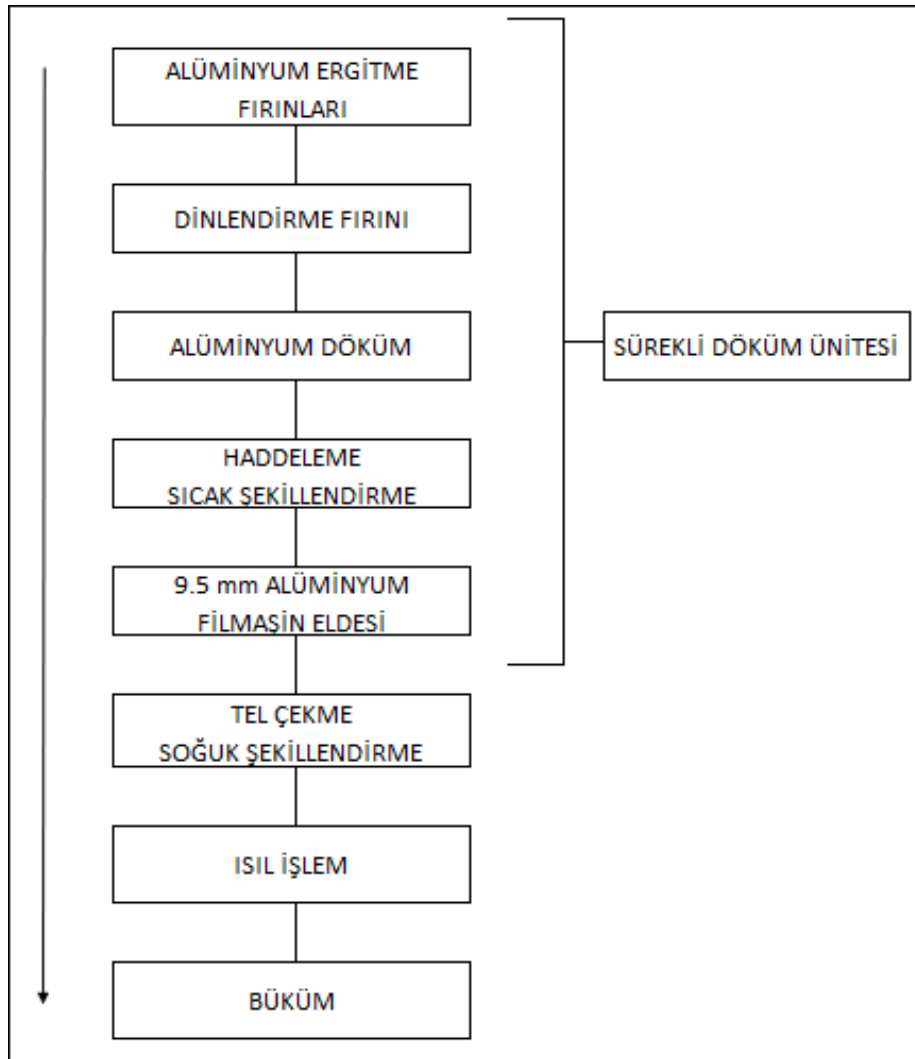 ALÜMİNYUM ERGİTME
FIRINLARI
DİNLENDİRME FIRINI
ALÜMİNYUM DÖKÜM
SÜREKLİ DÖKÜM ÜNİTESİ
HADDELEME
SICAK ŞEKİLLENDİRME
9.5 mm ALÜMİNYUM
FİLMAŞİN ELDESİ
TEL ÇEKME
SOĞUK ŞEKİLLENDİRME
ISIL İŞLEM
BÜKÜM